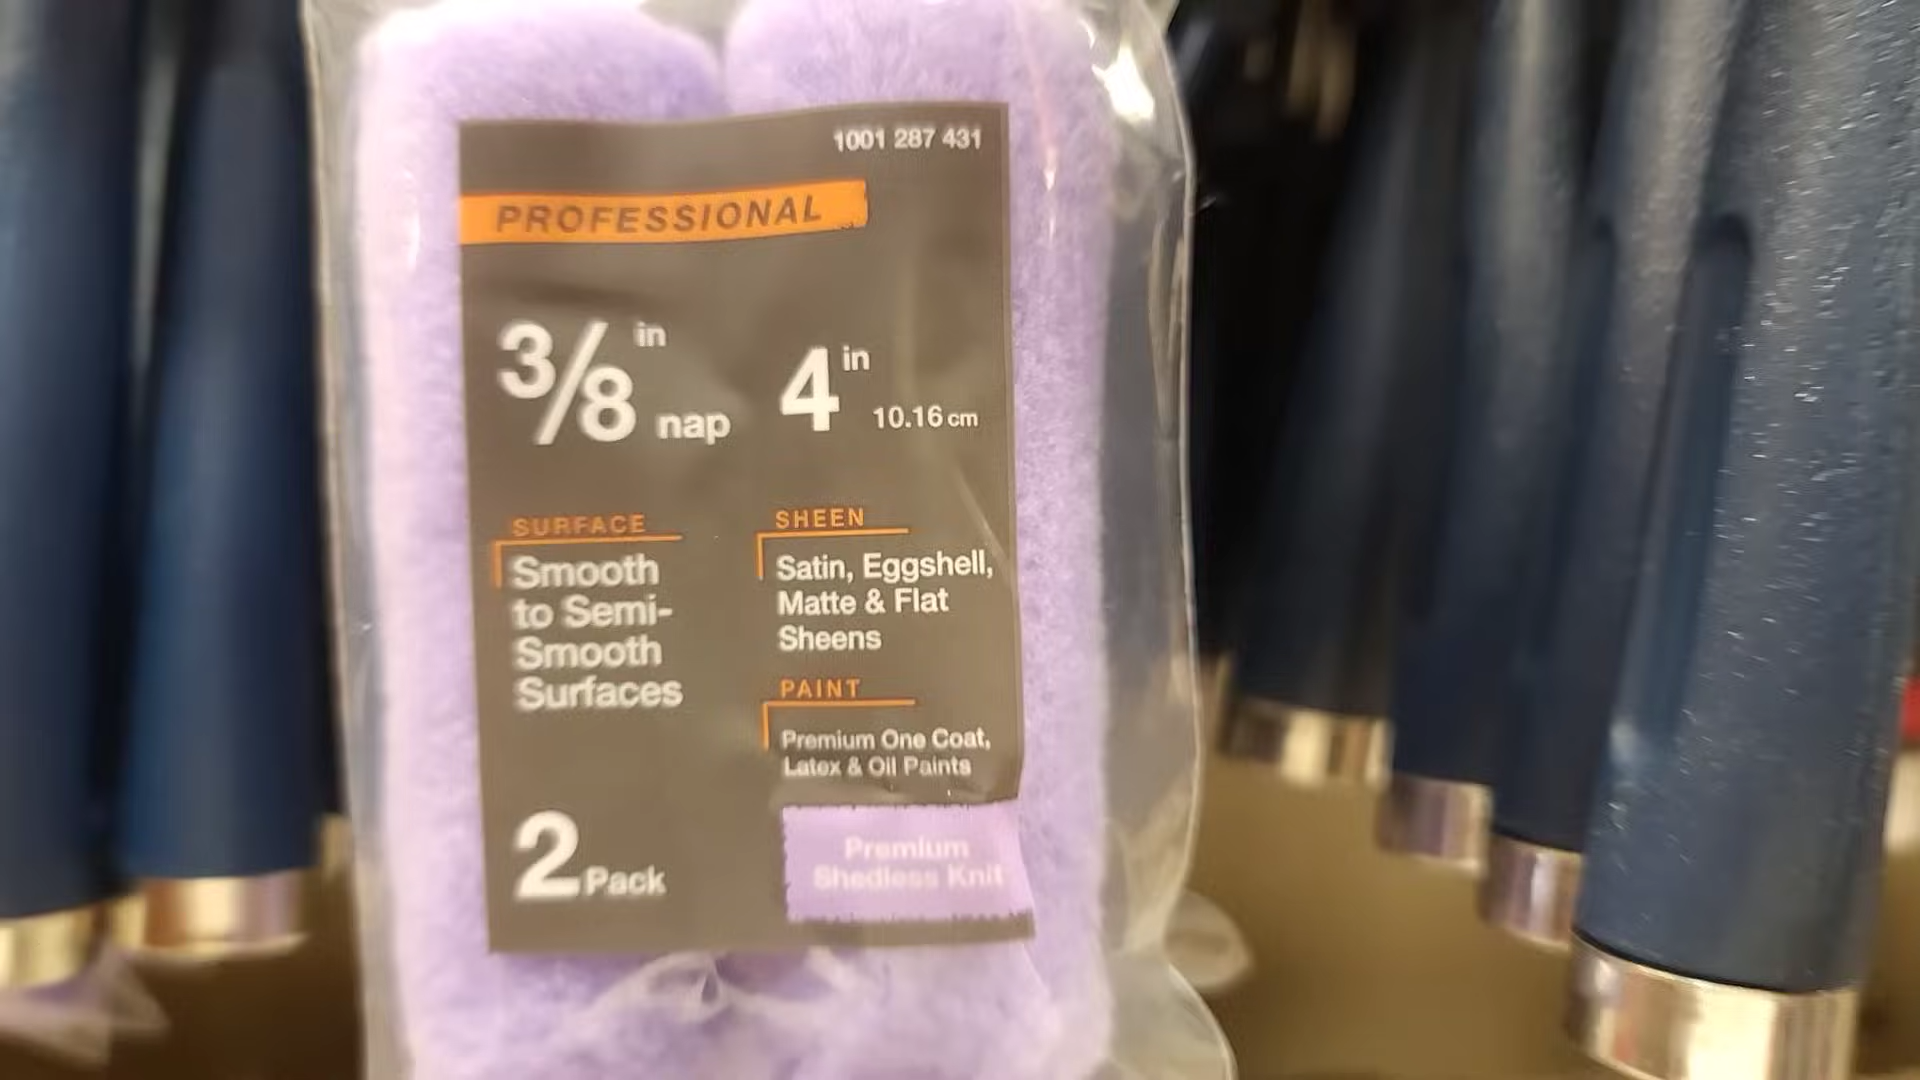 1001 287 431
PROFESSIONAL
3/8 in nap
4 in 10.16 cm
SURFACE
Smooth
to Semi-
Smooth
Surfaces
SHEEN
Satin, Eggshell,
Matte & Flat
Sheens
PAINT
Premium One Coat,
Latex & Oil Paints
2 Pack
Premium
Shedless Knit